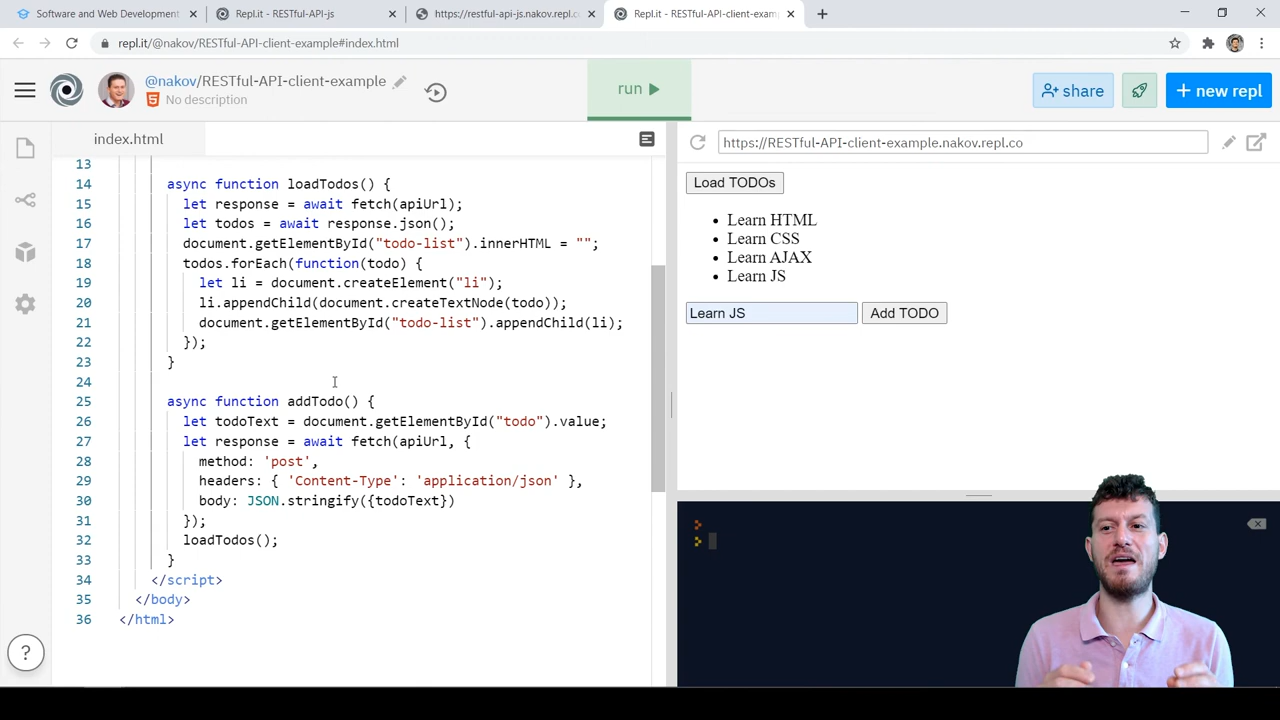 Software and Web Development
Repl.it - RESTful-API-js
https://restful-api-js.nakov.repl.co
Repl.it - RESTful-API-client-exam
repl.it/@nakov/RESTful-API-client-example#index.html
@nakov/RESTful-API-client-example
No description
run
share
+ new repl
index.html
https://RESTful-API-client-example.nakov.repl.co
13
14 async function loadTodos() {
15 let response = await fetch(apiUrl);
16 let todos = await response.json();
17 document.getElementById("todo-list").innerHTML = "";
18 todos.forEach(function(todo) {
19 let li = document.createElement("li");
20 li.appendChild(document.createTextNode(todo));
21 document.getElementById("todo-list").appendChild(li);
22 });
23 }
24
25 async function addTodo() {
26 let todoText = document.getElementById("todo").value;
27 let response = await fetch(apiUrl, {
28 method: 'post',
29 headers: { 'Content-Type': 'application/json' },
30 body: JSON.stringify({todoText})
31 });
32 loadTodos();
33 }
34 </script>
35 </body>
36 </html>
?
Load TODOs
• Learn HTML
• Learn CSS
• Learn AJAX
• Learn JS
Learn JS
Add TODO
>
>